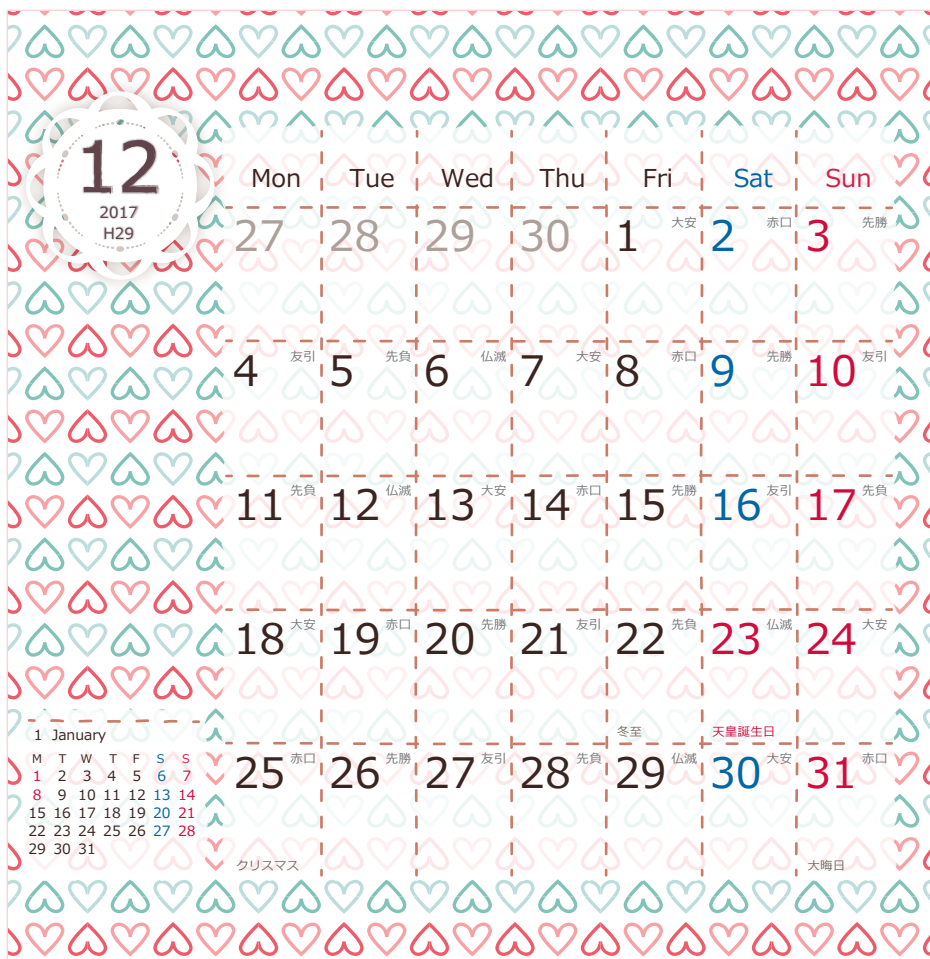 12
2017
H29
Mon Tue Wed Thu Fri Sat Sun
27 28 29 30 1 大安 2 赤口 3 先勝
4 友引 5 先負 6 仏滅 7 大安 8 赤口 9 先勝 10 友引
11 先負 12 仏滅 13 大安 14 赤口 15 先勝 16 友引 17 先負
18 大安 19 赤口 20 先勝 21 友引 22 先負 23 仏滅 24 大安
冬至 天皇誕生日
25 赤口 26 先勝 27 友引 28 先負 29 仏滅 30 大安 31 赤口
クリスマス 大晦日
1 January
M T W T F S S
1 2 3 4 5 6 7
8 9 10 11 12 13 14
15 16 17 18 19 20 21
22 23 24 25 26 27 28
29 30 31